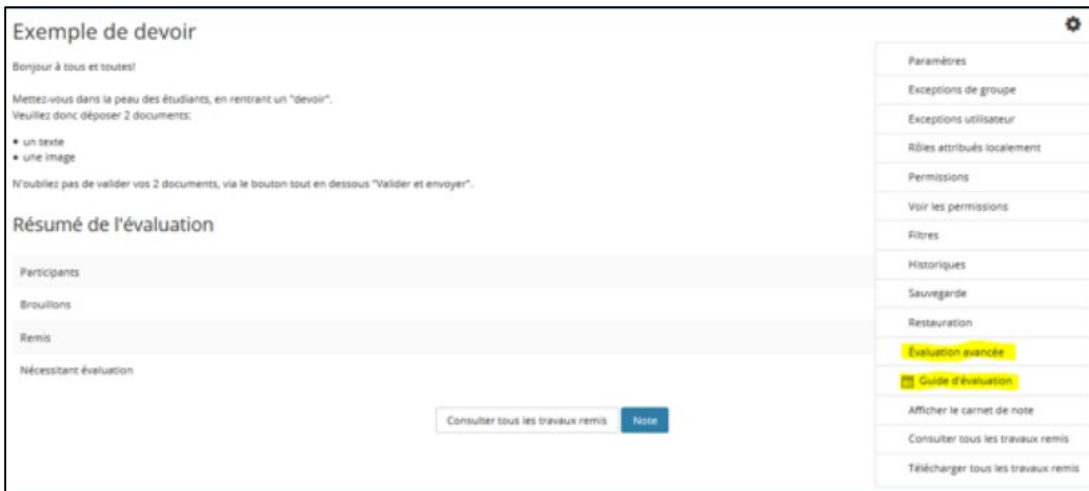 Exemple de devoir
Bonjour à tous et toutes!
Mettez-vous dans la peau des étudiants, en rentrant un "devoir".
Veuillez donc déposer 2 documents:
• un texte
• une image
N'oubliez pas de valider vos 2 documents, via le bouton tout en dessous "Valider et envoyer".
Résumé de l'évaluation
Participants
Brouillons
Remis
Nécessitant évaluation
Consulter tous les travaux remis
Note
Paramètres
Exceptions de groupe
Exceptions utilisateur
Rôles attribués localement
Permissions
Voir les permissions
Filtres
Historiques
Sauvegarde
Restauration
Évaluation avancée
Guide d'évaluation
Afficher le carnet de note
Consulter tous les travaux remis
Télécharger tous les travaux remis